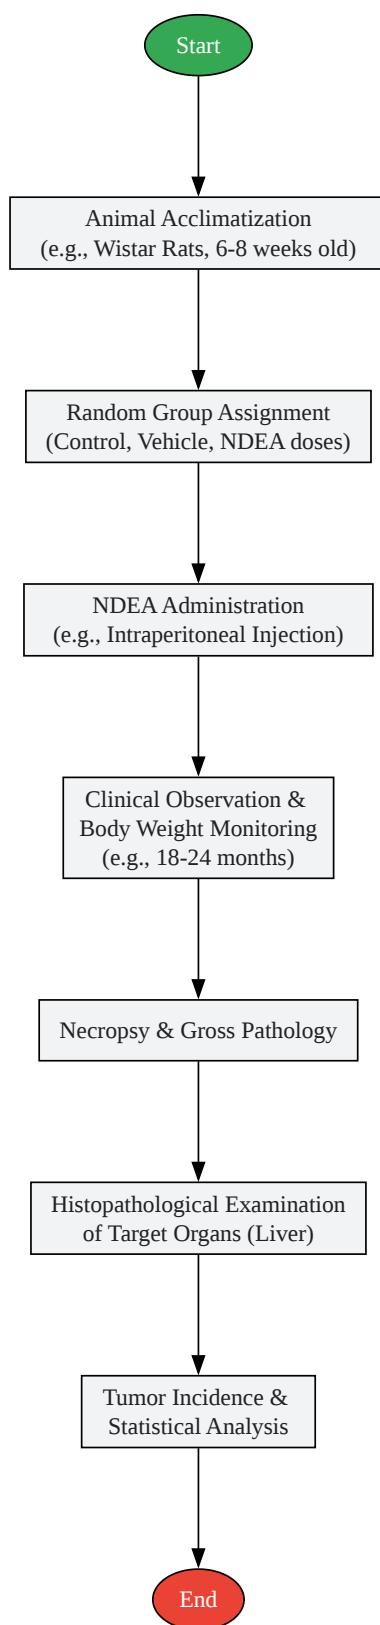 Start
Animal Acclimatization
(e.g., Wistar Rats, 6-8 weeks old)
Random Group Assignment
(Control, Vehicle, NDEA doses)
NDEA Administration
(e.g., Intraperitoneal Injection)
Clinical Observation &
Body Weight Monitoring
(e.g., 18-24 months)
Necropsy & Gross Pathology
Histopathological Examination
of Target Organs (Liver)
Tumor Incidence &
Statistical Analysis
End